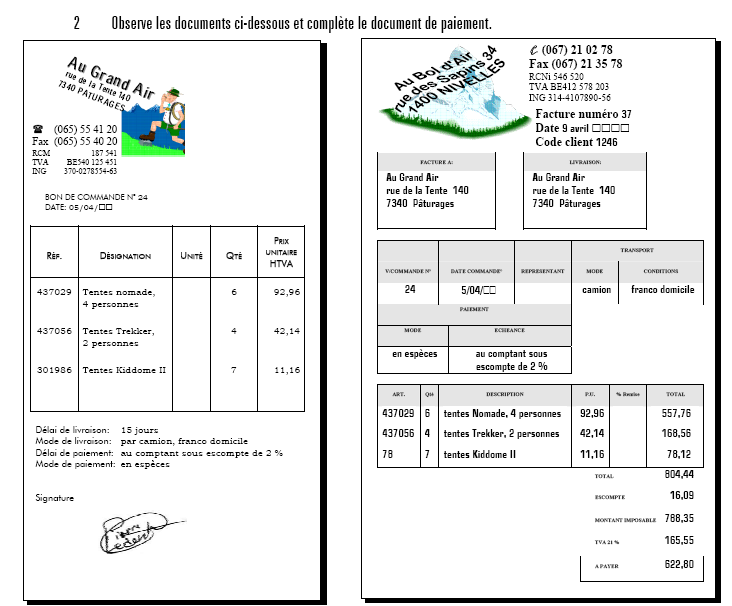 2 Observe les documents ci-dessous et complète le document de paiement.
Au Grand Air
rue de la Tente 140
7340 PATURAGES
☎ (065) 55 41 20
Fax (065) 55 40 20
RCM 187 541
TVA BE540 125 451
ING 370-0278554-63
BON DE COMMANDE N° 24
DATE: 05/04/□□
RÉF. DÉSIGNATION UNITÉ QTÉ PRIX UNITAIRE HTVA
437029 Tentes nomade, 6 92,96
4 personnes
437056 Tentes Trekker, 4 42,14
2 personnes
301986 Tentes Kiddome II 7 11,16
Délai de livraison: 15 jours
Mode de livraison: par camion, franco domicile
Délai de paiement: au comptant sous escompte de 2 %
Mode de paiement: en espèces
Signature
Pierre
Au Bol d'Air
rue des Sapins 34
1400 NIVELLES
✆ (067) 21 02 78
Fax (067) 21 35 78
RCNi 546 520
TVA BE412 578 203
ING 314-4107890-56
Facture numéro 37
Date 9 avril □□□□
Code client 1246
FACTURE A:
Au Grand Air
rue de la Tente 140
7340 Pâturages
LIVRAISON:
Au Grand Air
rue de la Tente 140
7340 Pâturages
TRANSPORT
V/COMMANDE N° DATE COMMANDE° REPRESENTANT MODE CONDITIONS
24 5/04/□□ camion franco domicile
PAIEMENT
MODE ECHEANCE
en espèces au comptant sous
escompte de 2 %
ART. Qté DESCRIPTION P.U. % Remise TOTAL
437029 6 tentes Nomade, 4 personnes 92,96 557,76
437056 4 tentes Trekker, 2 personnes 42,14 168,56
78 7 tentes Kiddome II 11,16 78,12
TOTAL 804,44
ESCOMPTE 16,09
MONTANT IMPOSABLE 788,35
TVA 21 % 165,55
A PAYER 622,80